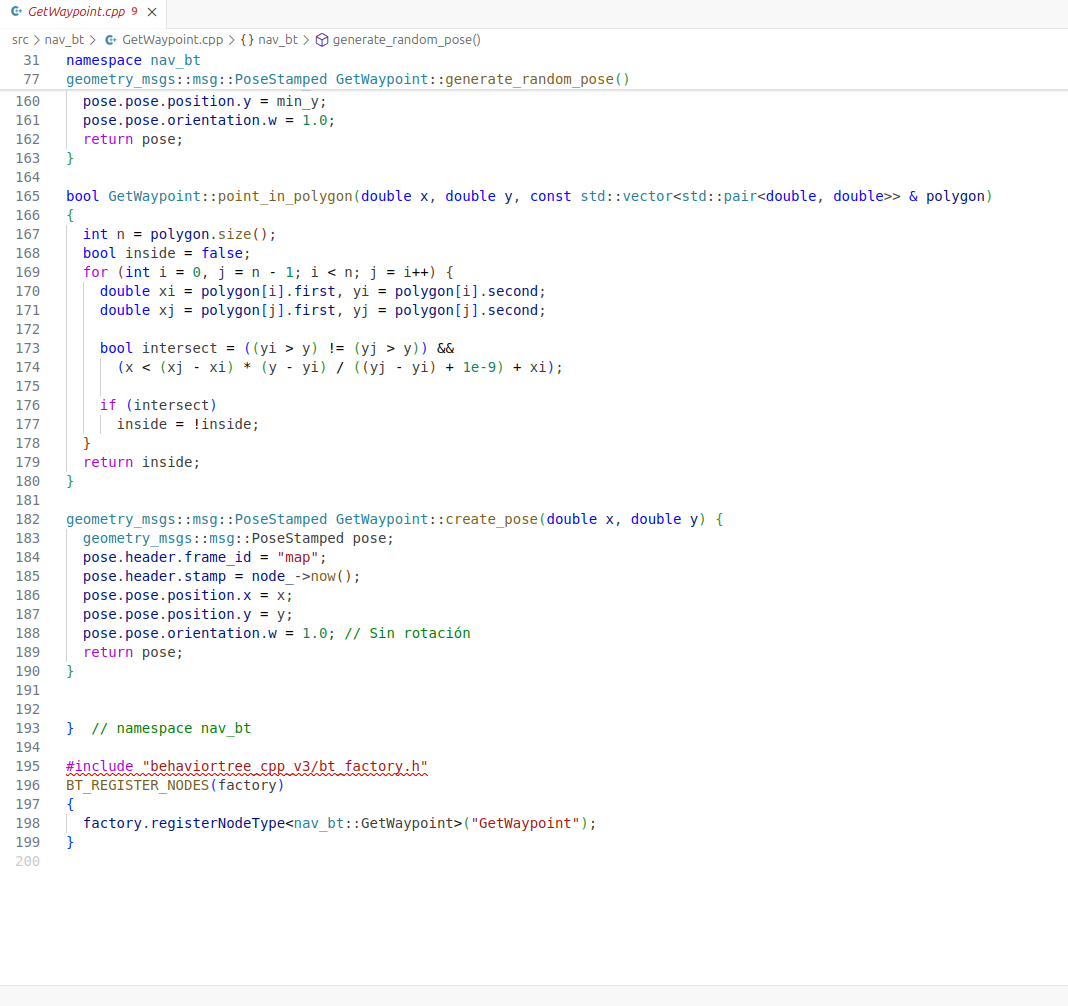 GetWaypoint.cpp 9
src > nav_bt > GetWaypoint.cpp > {} nav_bt > generate_random_pose()
31 namespace nav_bt
77 geometry_msgs::msg::PoseStamped GetWaypoint::generate_random_pose()
160 pose.pose.position.y = min_y;
161 pose.pose.orientation.w = 1.0;
162 return pose;
163 }
164
165 bool GetWaypoint::point_in_polygon(double x, double y, const std::vector<std::pair<double, double>> & polygon)
166 {
167 int n = polygon.size();
168 bool inside = false;
169 for (int i = 0, j = n - 1; i < n; j = i++) {
170 double xi = polygon[i].first, yi = polygon[i].second;
171 double xj = polygon[j].first, yj = polygon[j].second;
172
173 bool intersect = ((yi > y) != (yj > y)) &&
174 (x < (xj - xi) * (y - yi) / ((yj - yi) + 1e-9) + xi);
175
176 if (intersect)
177 inside = !inside;
178 }
179 return inside;
180 }
181
182 geometry_msgs::msg::PoseStamped GetWaypoint::create_pose(double x, double y) {
183 geometry_msgs::msg::PoseStamped pose;
184 pose.header.frame_id = "map";
185 pose.header.stamp = node_->now();
186 pose.pose.position.x = x;
187 pose.pose.position.y = y;
188 pose.pose.orientation.w = 1.0; // Sin rotación
189 return pose;
190 }
191
192
193 } // namespace nav_bt
194
195 #include "behaviortree_cpp_v3/bt_factory.h"
196 BT_REGISTER_NODES(factory)
197 {
198 factory.registerNodeType<nav_bt::GetWaypoint>("GetWaypoint");
199 }
200